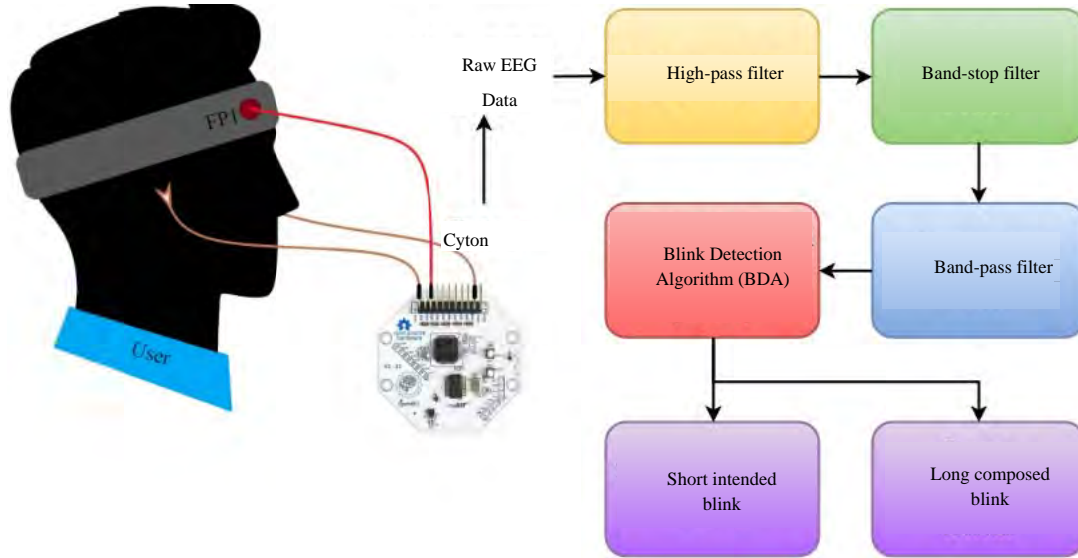 Raw EEG
Data
High-pass filter
Band-stop filter
FP1
Cyton
Blink Detection
Algorithm (BDA)
Band-pass filter
User
Short intended
blink
Long composed
blink